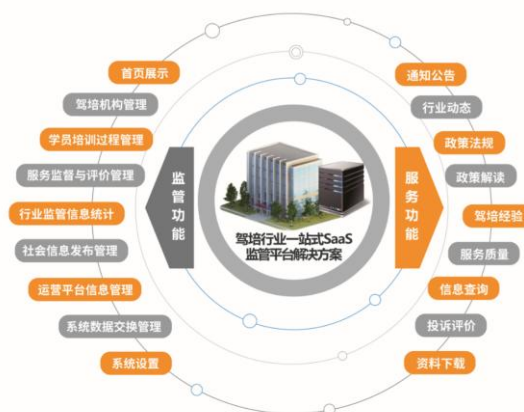 首页展示
驾培机构管理
学员培训过程管理
服务监督与评价管理
行业监管信息统计
社会信息发布管理
运营平台信息管理
系统数据交换管理
系统设置
监管功能
驾培行业一站式SaaS
监管平台解决方案
服务功能
通知公告
行业动态
政策法规
政策解读
驾培经验
服务质量
信息查询
投诉评价
资料下载